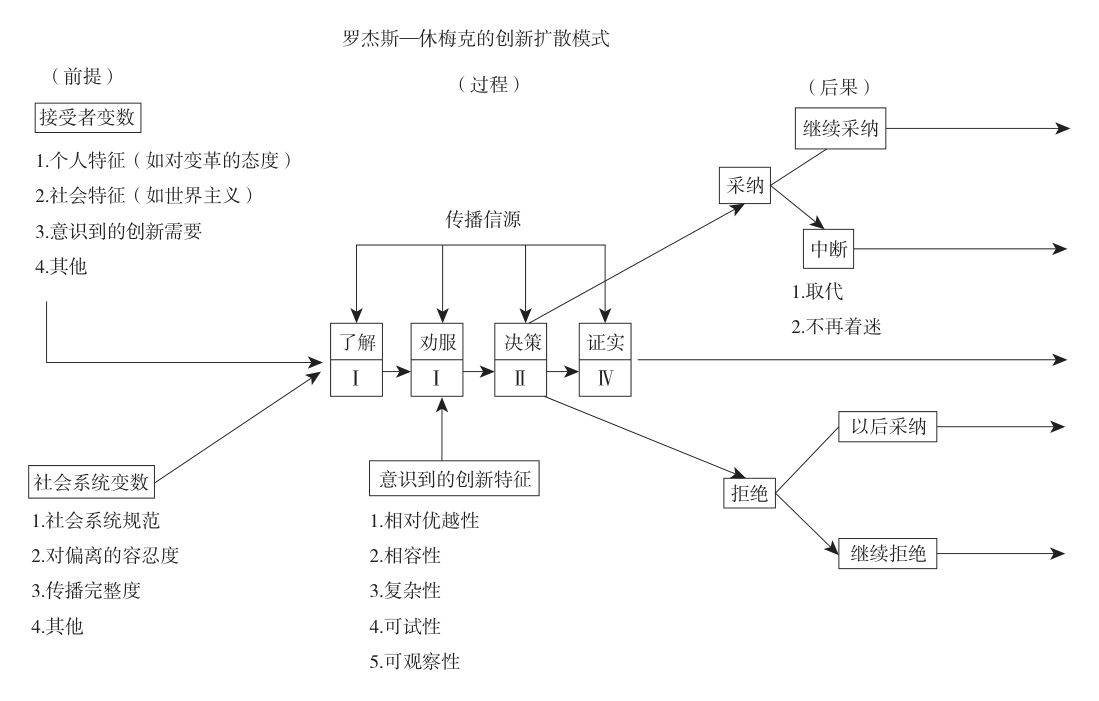 罗杰斯—休梅克的创新扩散模式
（前提）
（过程）
（后果）
接受者变数
1.个人特征（如对变革的态度）
2.社会特征（如世界主义）
3.意识到的创新需要
4.其他
传播信源
了解
Ⅰ
劝服
Ⅰ
决策
Ⅱ
证实
Ⅳ
采纳
继续采纳
中断
1.取代
2.不再着迷
拒绝
以后采纳
继续拒绝
社会系统变数
1.社会系统规范
2.对偏离的容忍度
3.传播完整度
4.其他
意识到的创新特征
1.相对优越性
2.相容性
3.复杂性
4.可试性
5.可观察性